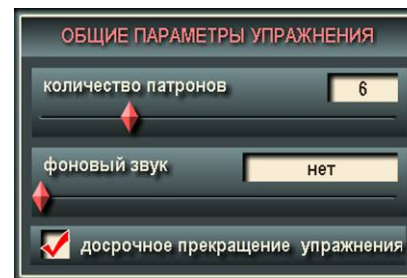 ОБЩИЕ ПАРАМЕТРЫ УПРАЖНЕНИЯ
количество патронов 6
фоновый звук нет
досрочное прекращение упражнения